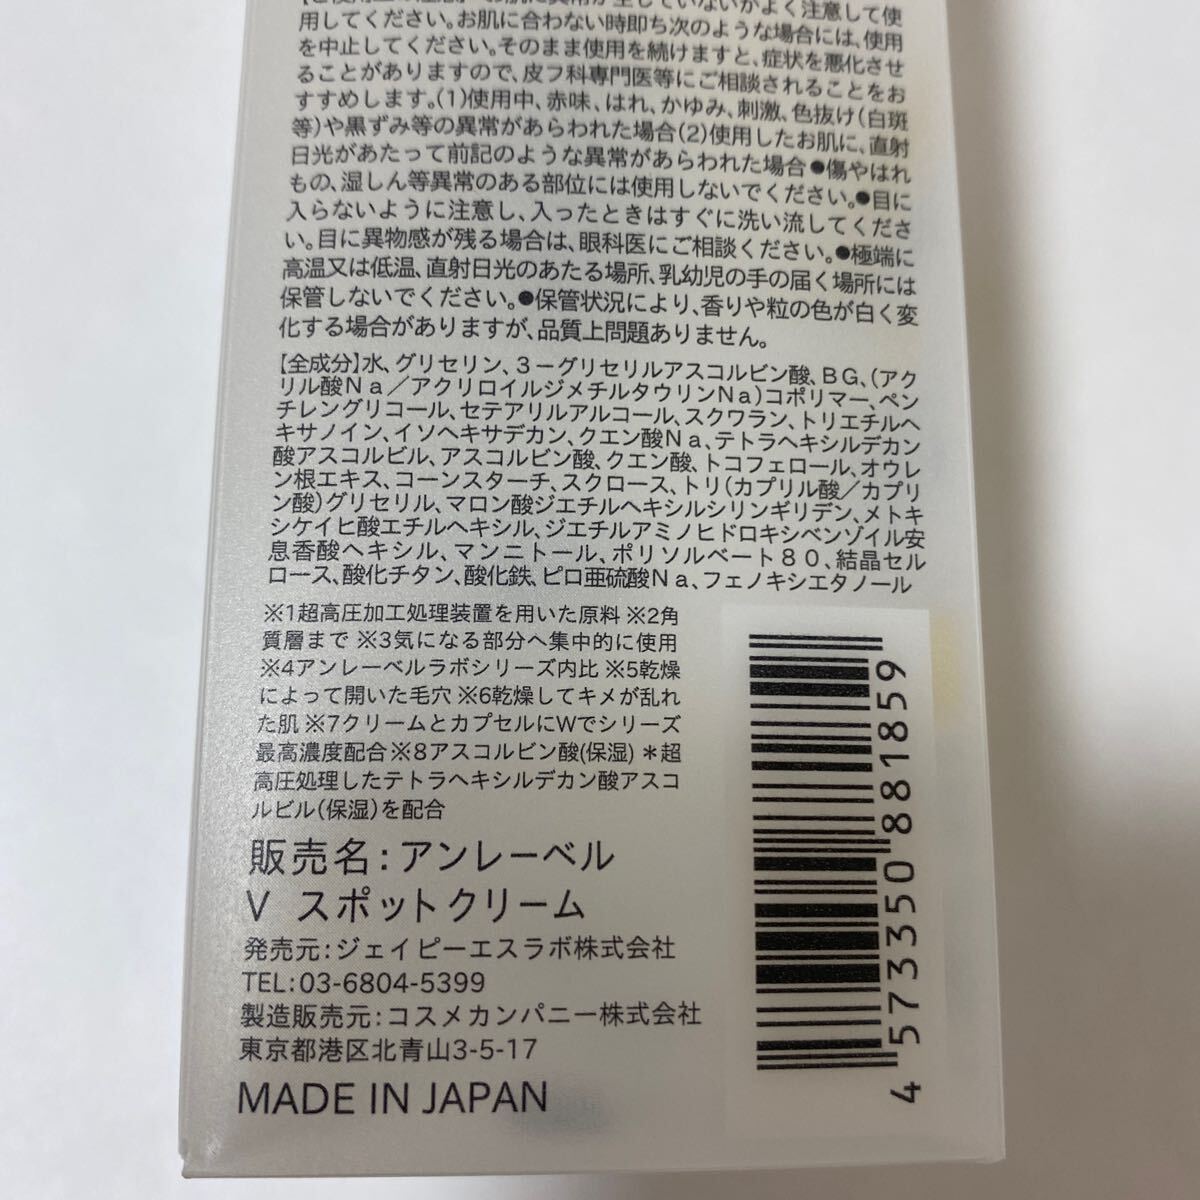 用してください。お肌に合わない時即ち次のような場合には、使用
を中止してください。そのまま使用を続けますと、症状を悪化させ
ることがありますので、皮フ科専門医等にご相談されることをお
すすめします。(1)使用中、赤味、はれ、かゆみ、刺激、色抜け(白斑
等)や黒ずみ等の異常があらわれた場合(2)使用したお肌に、直射
日光があたって前記のような異常があらわれた場合●傷やはれ
もの、湿しん等異常のある部位には使用しないでください。●目に
入らないように注意し、入ったときはすぐに洗い流してくださ
い。目に異物感が残る場合は、眼科医にご相談ください。●極端に
高温又は低温、直射日光のあたる場所、乳幼児の手の届く場所には
保管しないでください。●保管状況により、香りや粒の色が白く変
化する場合がありますが、品質上問題ありません。
【全成分】水、グリセリン、3－グリセリルアスコルビン酸、BG、(アク
リル酸Na／アクリロイルジメチルタウリンNa)コポリマー、ペン
チレングリコール、セテアリルアルコール、スクワラン、トリエチルヘ
キサノイン、イソヘキサデカン、クエン酸Na、テトラヘキシルデカン
酸アスコルビル、アスコルビン酸、クエン酸、トコフェロール、オウレ
ン根エキス、コーンスターチ、スクロース、トリ(カプリル酸／カプリ
ン酸)グリセリル、マロン酸ジエチルヘキシルシリンギリデン、メトキ
シケイヒ酸エチルヘキシル、ジエチルアミノヒドロキシベンゾイル安
息香酸ヘキシル、マンニトール、ポリソルベート80、結晶セル
ロース、酸化チタン、酸化鉄、ピロ亜硫酸Na、フェノキシエタノール
※1超高圧加工処理装置を用いた原料 ※2角
質層まで ※3気になる部分へ集中的に使用
※4アンレーベルラボシリーズ内比 ※5乾燥
によって開いた毛穴 ※6乾燥してキメが乱れ
た肌 ※7クリームとカプセルにWでシリーズ
最高濃度配合※8アスコルビン酸(保湿) ＊超
高圧処理したテトラヘキシルデカン酸アスコ
ルビル(保湿)を配合
販売名:アンレーベル
V スポットクリーム
発売元:ジェイピーエスラボ株式会社
TEL:03-6804-5399
製造販売元:コスメカンパニー株式会社
東京都港区北青山3-5-17
MADE IN JAPAN
4 573350 881859